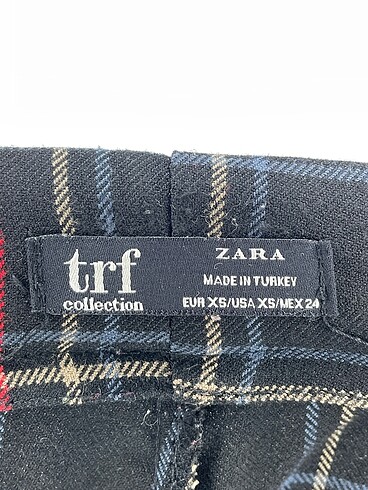 trf
collection
ZARA
MADE IN TURKEY
EUR XS/USA XS/MEX 24